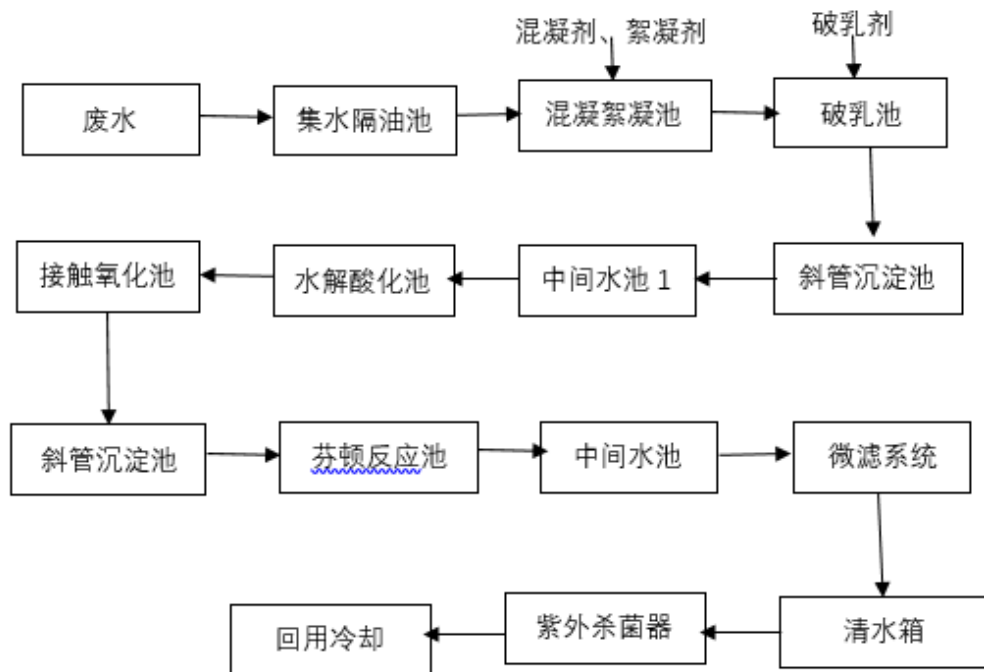 混凝剂、絮凝剂
破乳剂
废水
集水隔油池
混凝絮凝池
破乳池
接触氧化池
水解酸化池
中间水池 1
斜管沉淀池
斜管沉淀池
芬顿反应池
中间水池
微滤系统
回用冷却
紫外杀菌器
清水箱